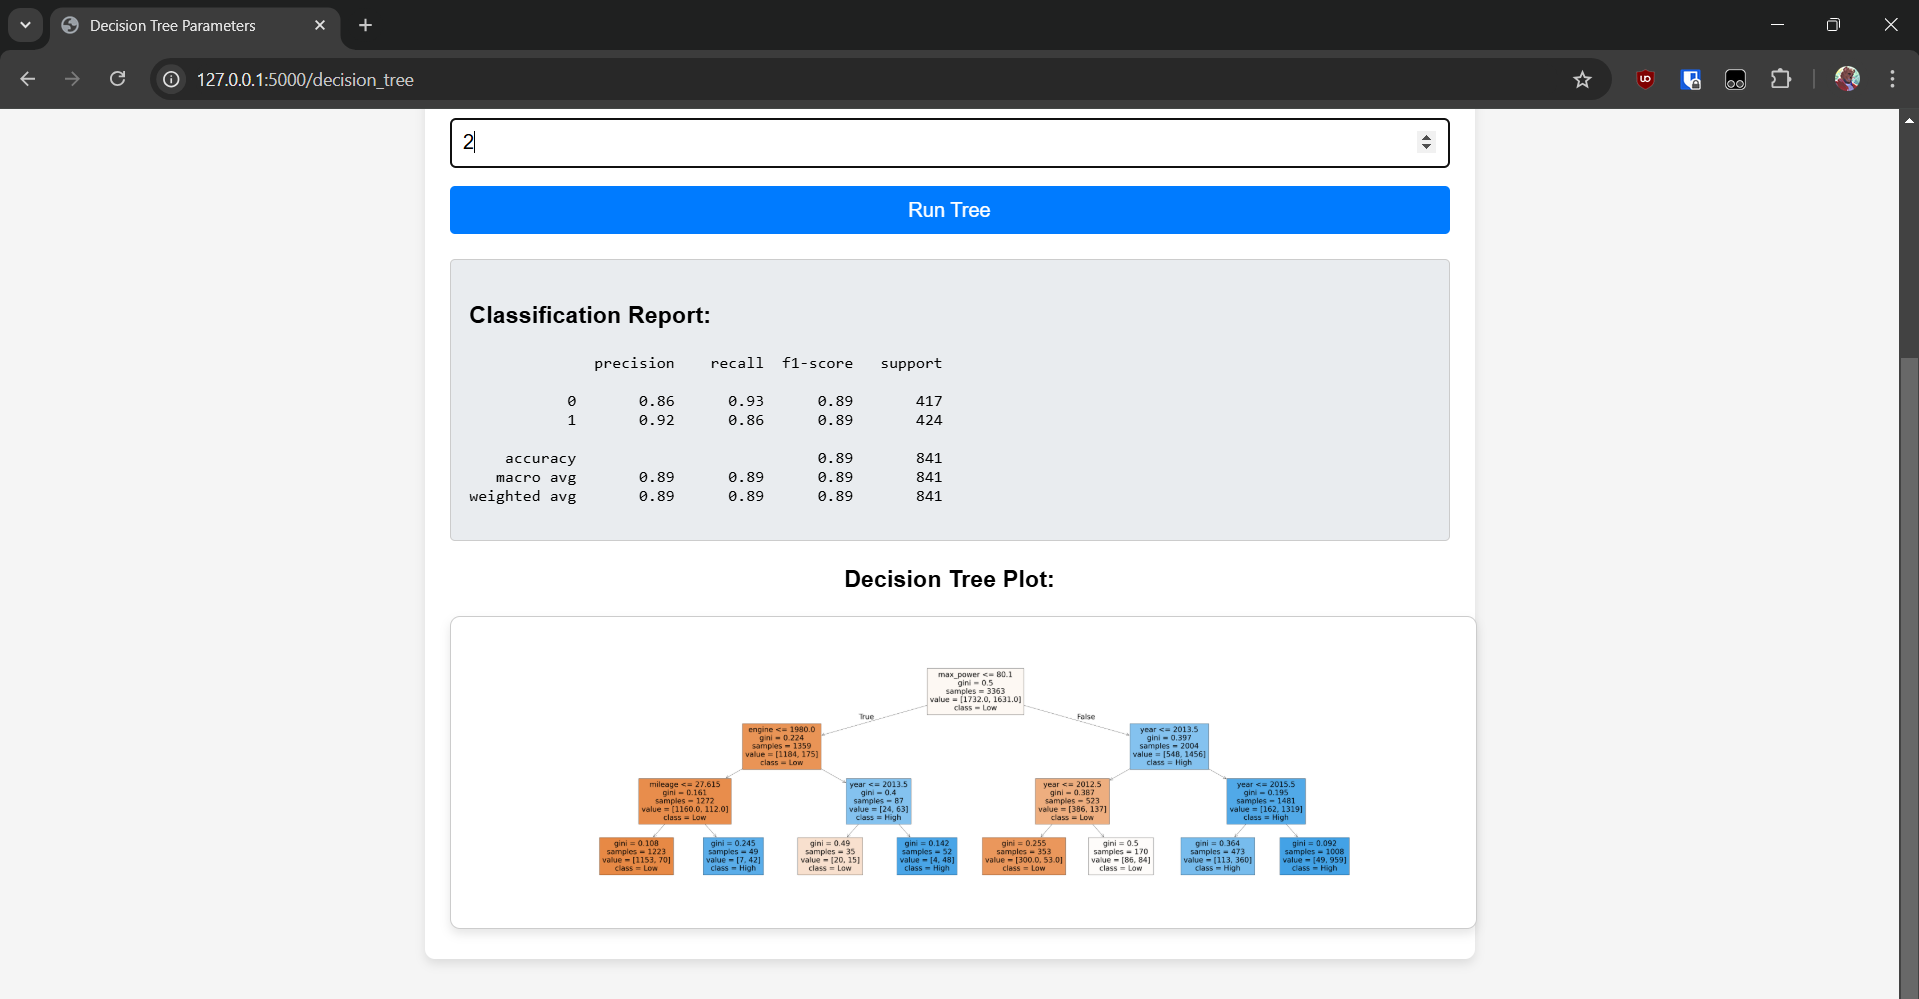 Decision Tree Parameters
127.0.0.1:5000/decision_tree
2
Run Tree
Classification Report:
precision recall f1-score support
0 0.86 0.93 0.89 417
1 0.92 0.86 0.89 424
accuracy 0.89 841
macro avg 0.89 0.89 0.89 841
weighted avg 0.89 0.89 0.89 841
Decision Tree Plot:
max_power <= 80.1
gini = 0.5
samples = 3363
value = [1732.0, 1631.0]
class = Low
True
False
engine <= 1980.0
gini = 0.224
samples = 1359
value = [1184, 175]
class = Low
year <= 2013.5
gini = 0.397
samples = 2004
value = [548, 1456]
class = High
mileage <= 27.615
gini = 0.161
samples = 1272
value = [1160.0, 112.0]
class = Low
year <= 2013.5
gini = 0.4
samples = 87
value = [24, 63]
class = High
year <= 2012.5
gini = 0.387
samples = 523
value = [386, 137]
class = Low
year <= 2015.5
gini = 0.195
samples = 1481
value = [162, 1319]
class = High
gini = 0.108
samples = 1223
value = [1153, 70]
class = Low
gini = 0.245
samples = 49
value = [7, 42]
class = High
gini = 0.49
samples = 35
value = [20, 15]
class = Low
gini = 0.142
samples = 52
value = [4, 48]
class = High
gini = 0.255
samples = 353
value = [300.0, 53.0]
class = Low
gini = 0.5
samples = 170
value = [86, 84]
class = Low
gini = 0.364
samples = 473
value = [113, 360]
class = High
gini = 0.092
samples = 1008
value = [49, 959]
class = High